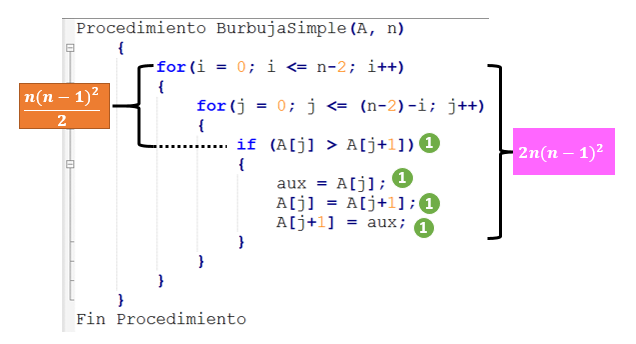 Procedimiento BurbujaSimple(A, n)
{
for(i = 0; i <= n-2; i++)
{
n(n − 1)²
2
for(j = 0; j <= (n-2)-i; j++)
{
if (A[j] > A[j+1]) 1
2n(n − 1)²
{
aux = A[j]; 1
A[j] = A[j+1]; 1
A[j+1] = aux; 1
}
}
}
}
Fin Procedimiento